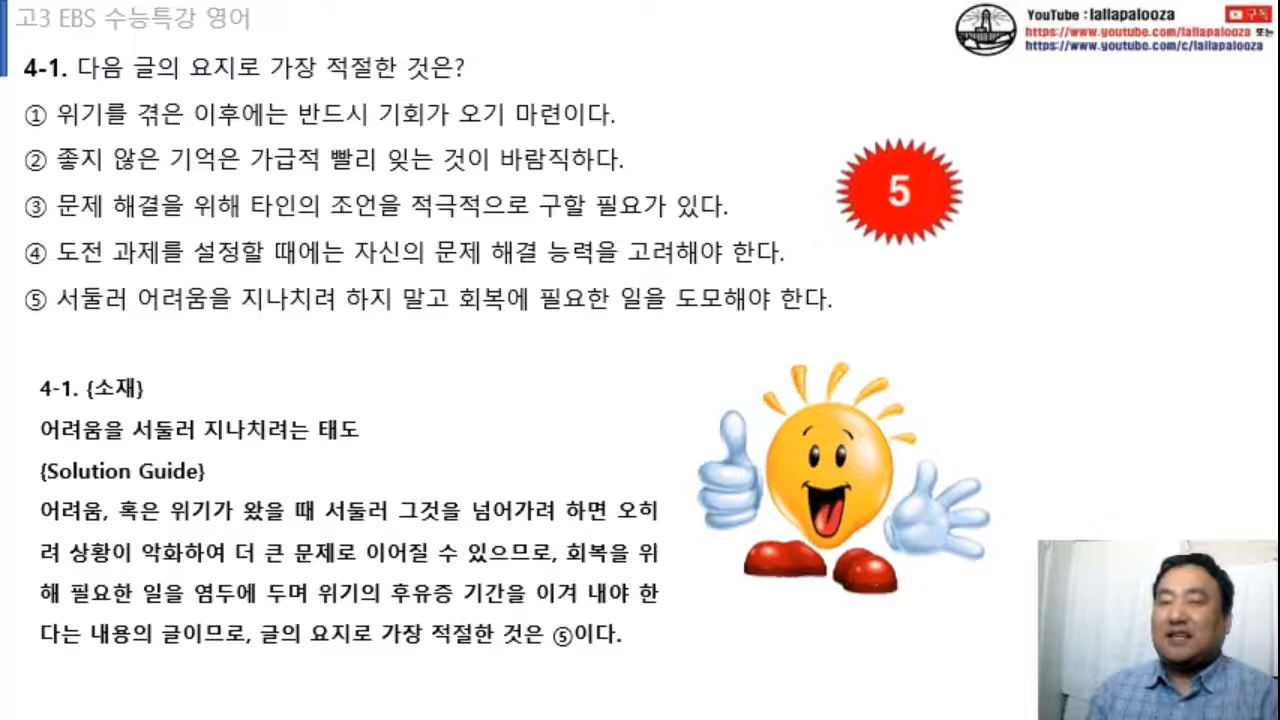 고3 EBS 수능특강 영어
YouTube : lallapalooza
구독
https://www.youtube.com/lallapalooza 또는
https://www.youtube.com/c/lallapalooza
4-1. 다음 글의 요지로 가장 적절한 것은?
① 위기를 겪은 이후에는 반드시 기회가 오기 마련이다.
② 좋지 않은 기억은 가급적 빨리 잊는 것이 바람직하다.
③ 문제 해결을 위해 타인의 조언을 적극적으로 구할 필요가 있다.
④ 도전 과제를 설정할 때에는 자신의 문제 해결 능력을 고려해야 한다.
⑤ 서둘러 어려움을 지나치려 하지 말고 회복에 필요한 일을 도모해야 한다.
5
4-1. {소재}
어려움을 서둘러 지나치려는 태도
{Solution Guide}
어려움, 혹은 위기가 왔을 때 서둘러 그것을 넘어가려 하면 오히
려 상황이 악화하여 더 큰 문제로 이어질 수 있으므로, 회복을 위
해 필요한 일을 염두에 두며 위기의 후유증 기간을 이겨 내야 한
다는 내용의 글이므로, 글의 요지로 가장 적절한 것은 ⑤이다.